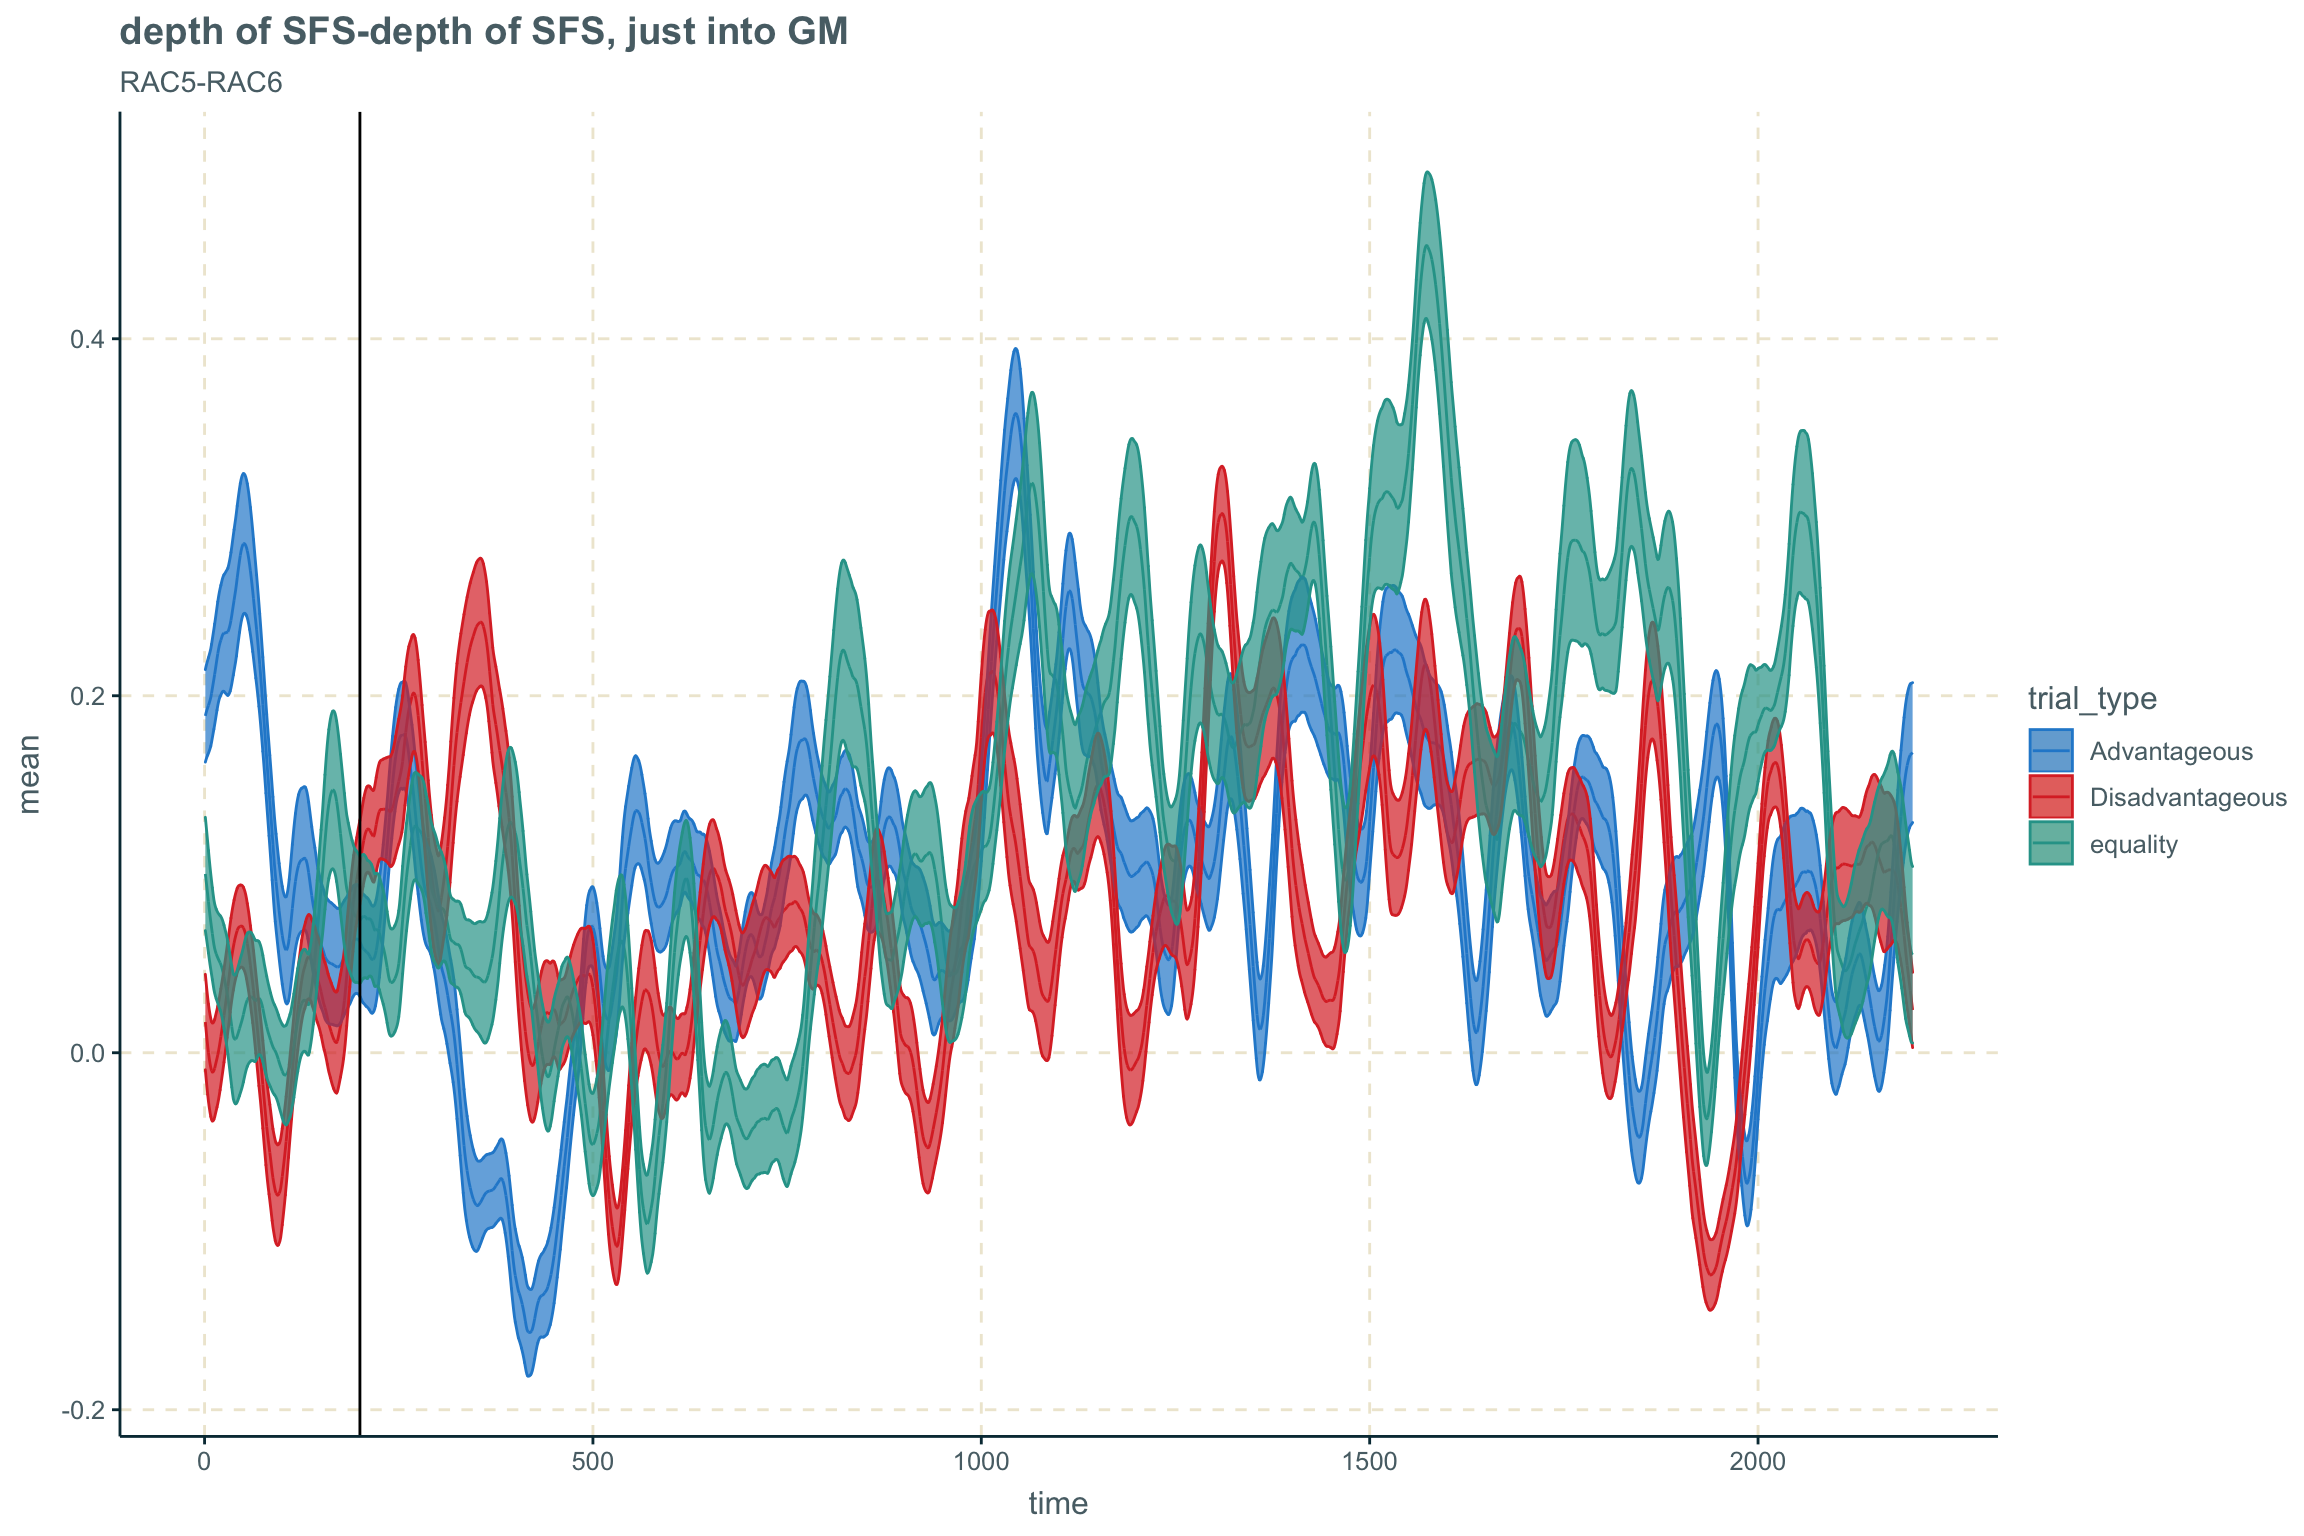 depth of SFS-depth of SFS, just into GM
RAC5-RAC6
mean
0.4
0.2
0.0
-0.2
0
500
1000
1500
2000
time
trial_type
Advantageous
Disadvantageous
equality